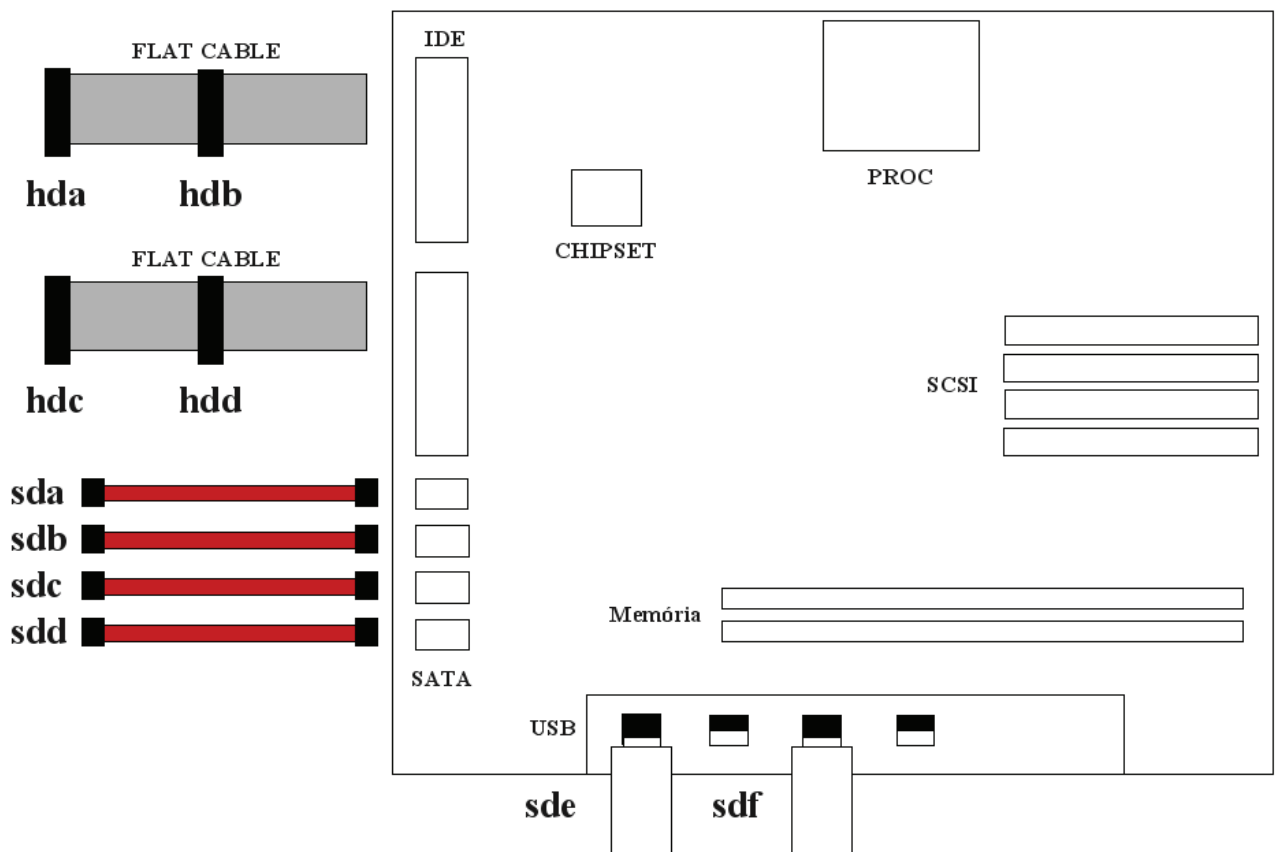 FLAT CABLE
hda hdb
FLAT CABLE
hdc hdd
sda
sdb
sdc
sdd
IDE
PROC
CHIPSET
SCSI
Memória
SATA
USB
sde sdf